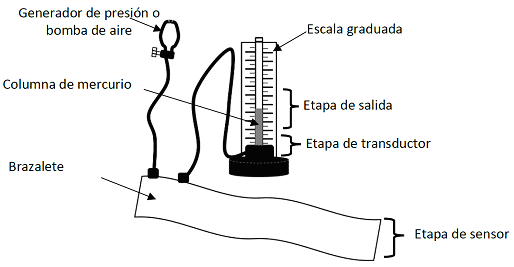 Generador de presión o
bomba de aire
Escala graduada
Columna de mercurio
Etapa de salida
Etapa de transductor
Brazalete
Etapa de sensor